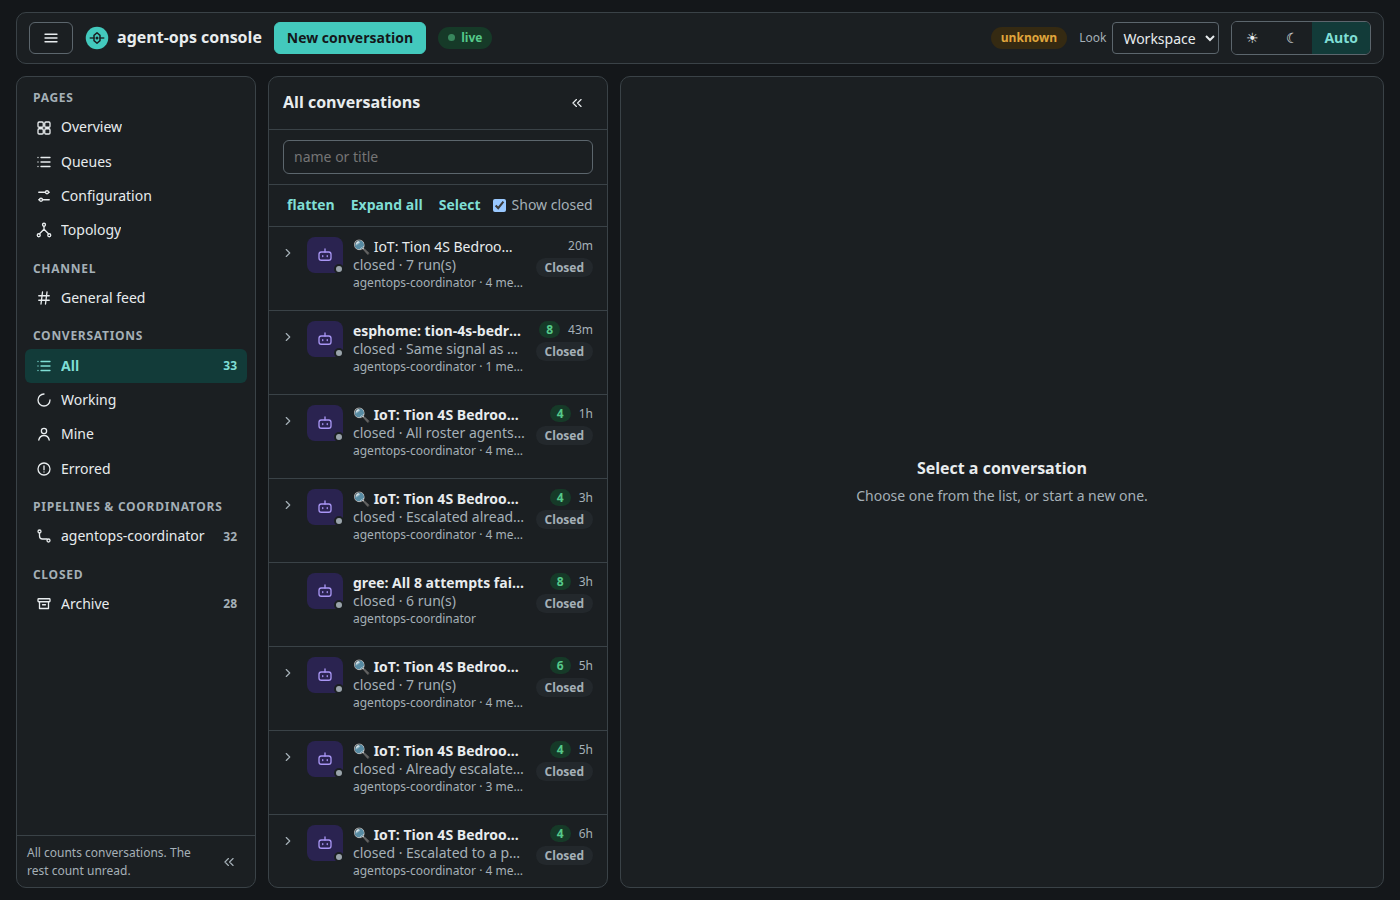 agent-ops console
New conversation
live
unknown
Look
Workspace
Auto
PAGES
Overview
Queues
Configuration
Topology
CHANNEL
General feed
CONVERSATIONS
All 33
Working
Mine
Errored
PIPELINES & COORDINATORS
agentops-coordinator 32
CLOSED
Archive 28
All counts conversations. The
rest count unread.
All conversations
name or title
flatten Expand all Select Show closed
IoT: Tion 4S Bedroo... 20m
closed · 7 run(s) Closed
agentops-coordinator · 4 me...
esphome: tion-4s-bedr... 8 43m
closed · Same signal as ... Closed
agentops-coordinator · 1 me...
IoT: Tion 4S Bedroo... 4 1h
closed · All roster agents... Closed
agentops-coordinator · 4 me...
IoT: Tion 4S Bedroo... 4 3h
closed · Escalated alread... Closed
agentops-coordinator · 4 me...
gree: All 8 attempts fai... 8 3h
closed · 6 run(s) Closed
agentops-coordinator
IoT: Tion 4S Bedroo... 6 5h
closed · 7 run(s) Closed
agentops-coordinator · 4 me...
IoT: Tion 4S Bedroo... 4 5h
closed · Already escalate... Closed
agentops-coordinator · 3 me...
IoT: Tion 4S Bedroo... 4 6h
closed · Escalated to a p... Closed
agentops-coordinator · 4 me...
Select a conversation
Choose one from the list, or start a new one.